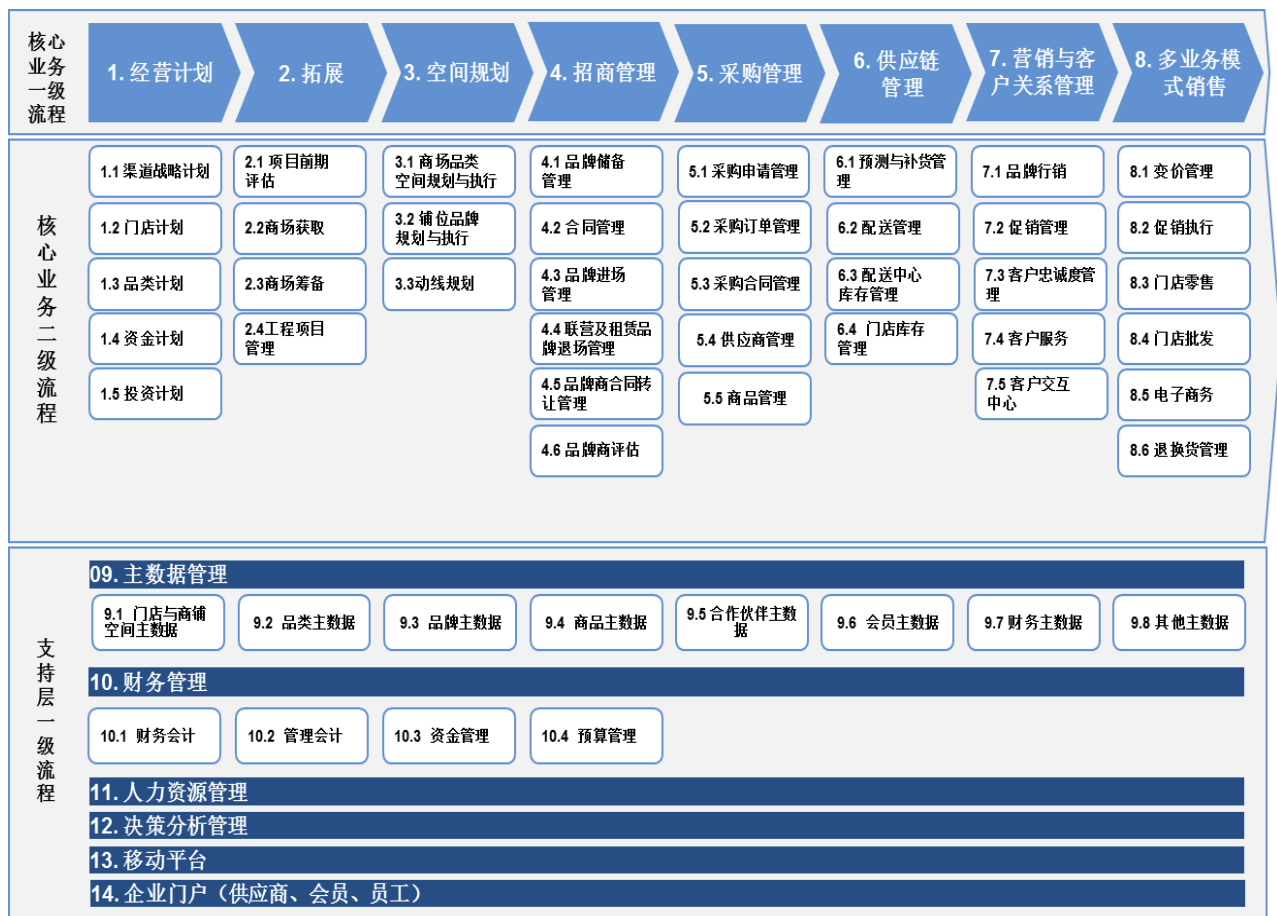 核心
业务
一级
流程
1. 经营计划
2. 拓展
3. 空间规划
4. 招商管理
5. 采购管理
6. 供应链
管理
7. 营销与客
户关系管理
8. 多业务模
式销售
核
心
业
务
二
级
流
程
1.1 渠道战略计划
1.2 门店计划
1.3 品类计划
1.4 资金计划
1.5 投资计划
2.1 项目前期
评估
2.2商场获取
2.3商场筹备
2.4工程项目
管理
3.1 商场品类
空间规划与执行
3.2 铺位品牌
规划与执行
3.3动线规划
4.1 品牌储备
管理
4.2 合同管理
4.3 品牌进场
管理
4.4 联营及租赁品
牌退场管理
4.5 品牌商合同转
让管理
4.6 品牌商评估
5.1 采购申请管理
5.2 采购订单管理
5.3 采购合同管理
5.4 供应商管理
5.5 商品管理
6.1 预测与补货管
理
6.2 配送管理
6.3 配送中心
库存管理
6.4 门店库存
管理
7.1 品牌行销
7.2 促销管理
7.3 客户忠诚度管
理
7.4 客户服务
7.5 客户交互
中心
8.1 变价管理
8.2 促销执行
8.3 门店零售
8.4 门店批发
8.5 电子商务
8.6 退换货管理
支
持
层
一
级
流
程
09. 主数据管理
9.1 门店与商铺
空间主数据
9.2 品类主数据
9.3 品牌主数据
9.4 商品主数据
9.5 合作伙伴主数
据
9.6 会员主数据
9.7 财务主数据
9.8 其他主数据
10. 财务管理
10.1 财务会计
10.2 管理会计
10.3 资金管理
10.4 预算管理
11. 人力资源管理
12. 决策分析管理
13. 移动平台
14. 企业门户（供应商、会员、员工）